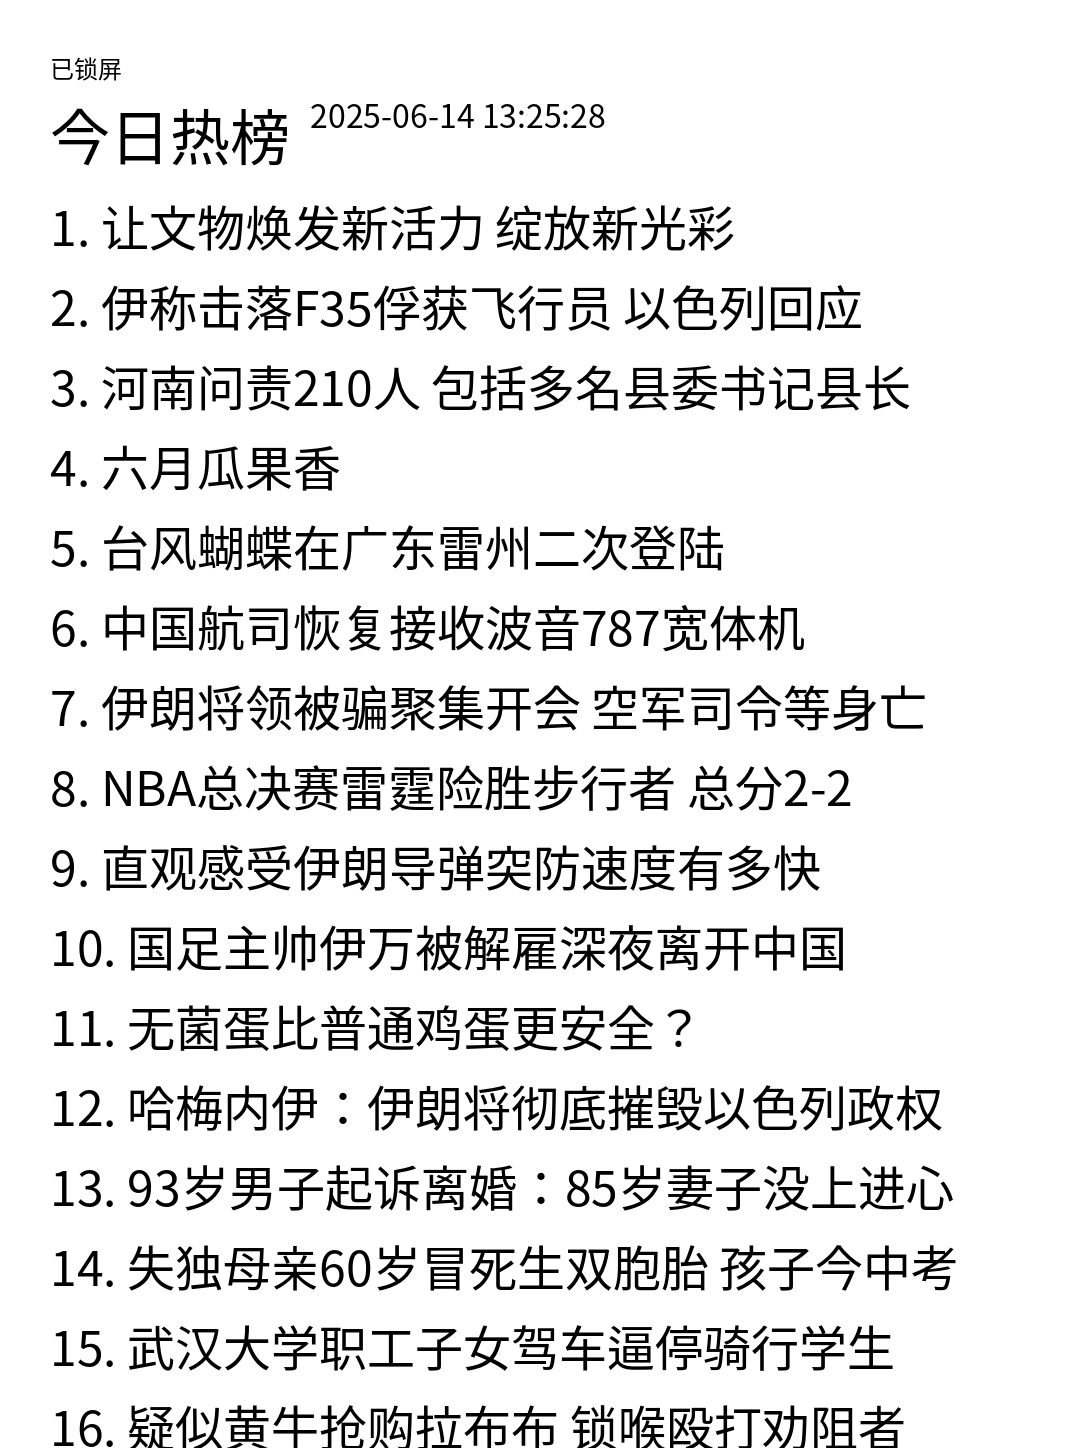 已锁屏
今日热榜 2025-06-14 13:25:28
1. 让文物焕发新活力 绽放新光彩
2. 伊称击落F35俘获飞行员 以色列回应
3. 河南问责210人 包括多名县委书记县长
4. 六月瓜果香
5. 台风蝴蝶在广东雷州二次登陆
6. 中国航司恢复接收波音787宽体机
7. 伊朗将领被骗聚集开会 空军司令等身亡
8. NBA总决赛雷霆险胜步行者 总分2-2
9. 直观感受伊朗导弹突防速度有多快
10. 国足主帅伊万被解雇深夜离开中国
11. 无菌蛋比普通鸡蛋更安全？
12. 哈梅内伊：伊朗将彻底摧毁以色列政权
13. 93岁男子起诉离婚：85岁妻子没上进心
14. 失独母亲60岁冒死生双胞胎 孩子今中考
15. 武汉大学职工子女驾车逼停骑行学生
16. 疑似黄牛抢购拉布布 锁喉殴打劝阻者